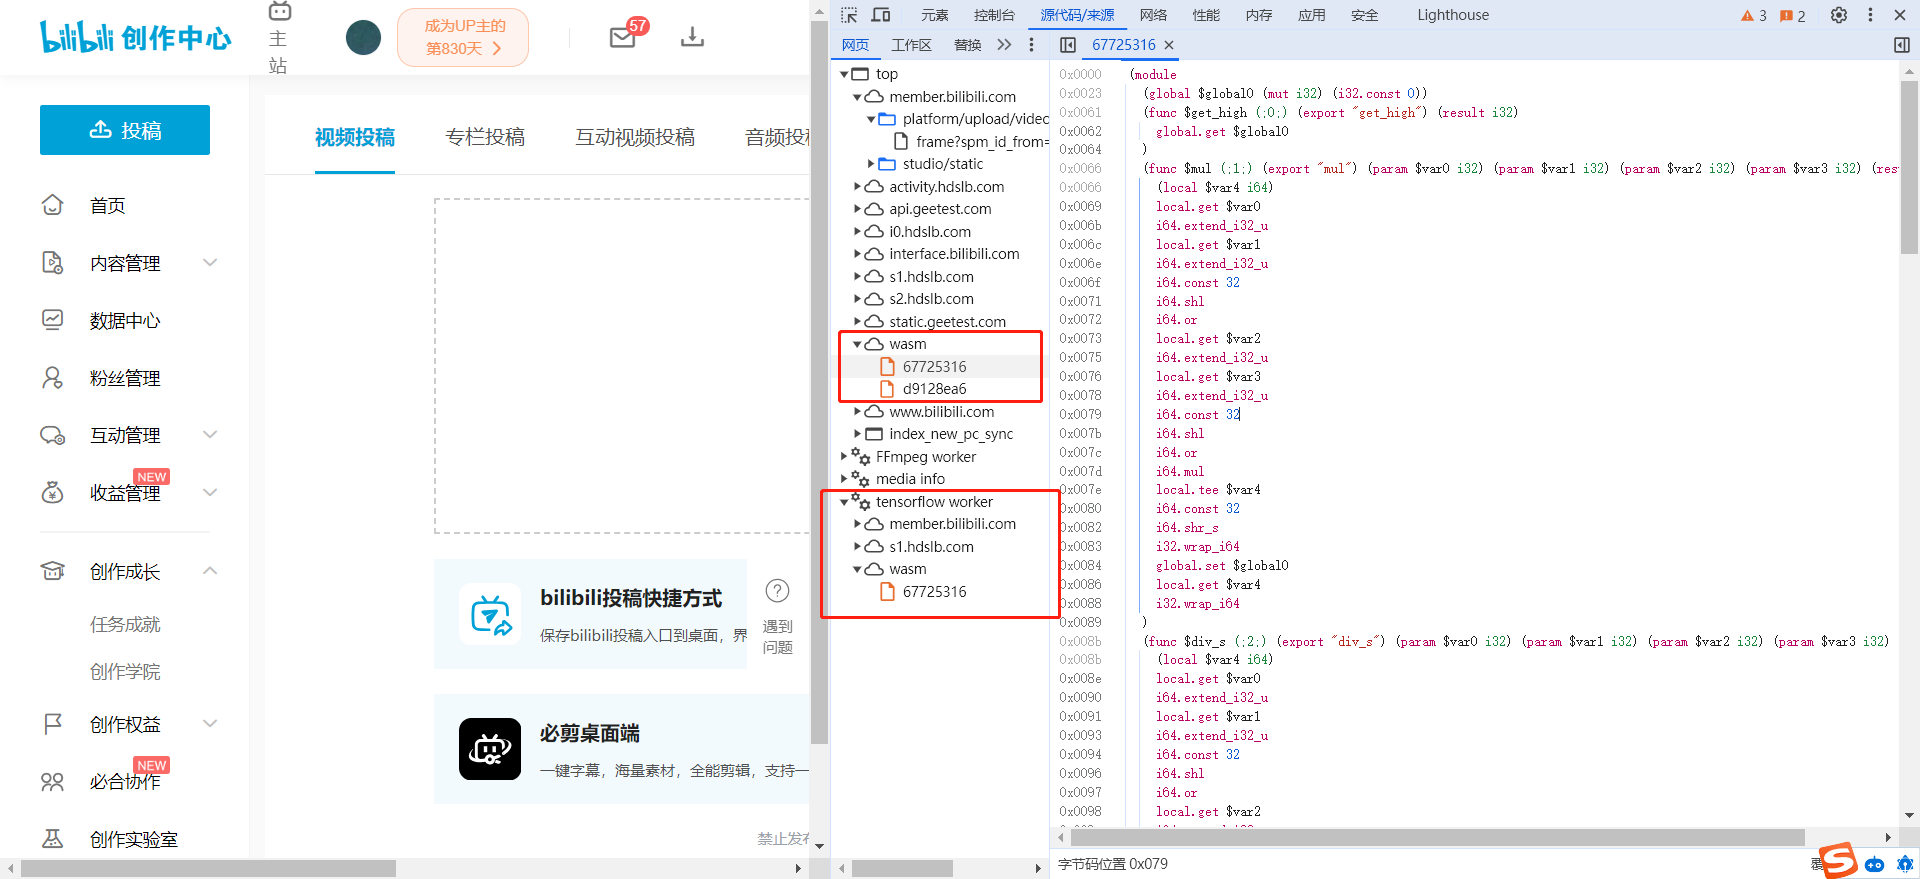 bilibili 创作中心
主
站
成为UP主的
第830天
57
投稿
首页
内容管理
数据中心
粉丝管理
互动管理
NEW
收益管理
创作成长
任务成就
创作学院
创作权益
NEW
必合协作
创作实验室
视频投稿 专栏投稿 互动视频投稿 音频投
bilibili投稿快捷方式
保存bilibili投稿入口到桌面，界
遇到
问题
必剪桌面端
一键字幕，海量素材，全能剪辑，支持一
禁止发
元素 控制台 源代码/来源 网络 性能 内存 应用 安全 Lighthouse 3 2
网页 工作区 替换
67725316
top
member.bilibili.com
platform/upload/video
frame?spm_id_from=
studio/static
activity.hdslb.com
api.geetest.com
i0.hdslb.com
interface.bilibili.com
s1.hdslb.com
s2.hdslb.com
static.geetest.com
wasm
67725316
d9128ea6
www.bilibili.com
index_new_pc_sync
FFmpeg worker
media info
tensorflow worker
member.bilibili.com
s1.hdslb.com
wasm
67725316
0x0000 (module
0x0023 (global $global0 (mut i32) (i32.const 0))
0x0061 (func $get_high (;0;) (export "get_high") (result i32)
0x0062 global.get $global0
0x0064 )
0x0066 (func $mul (;1;) (export "mul") (param $var0 i32) (param $var1 i32) (param $var2 i32) (param $var3 i32) (res
0x0066 (local $var4 i64)
0x0069 local.get $var0
0x006b i64.extend_i32_u
0x006c local.get $var1
0x006e i64.extend_i32_u
0x006f i64.const 32
0x0071 i64.shl
0x0072 i64.or
0x0073 local.get $var2
0x0075 i64.extend_i32_u
0x0076 local.get $var3
0x0078 i64.extend_i32_u
0x0079 i64.const 32
0x007b i64.shl
0x007c i64.or
0x007d i64.mul
0x007e local.tee $var4
0x0080 i64.const 32
0x0082 i64.shr_s
0x0083 i32.wrap_i64
0x0084 global.set $global0
0x0086 local.get $var4
0x0088 i32.wrap_i64
0x0089 )
0x008b (func $div_s (;2;) (export "div_s") (param $var0 i32) (param $var1 i32) (param $var2 i32) (param $var3 i32)
0x008b (local $var4 i64)
0x008e local.get $var0
0x0090 i64.extend_i32_u
0x0091 local.get $var1
0x0093 i64.extend_i32_u
0x0094 i64.const 32
0x0096 i64.shl
0x0097 i64.or
0x0098 local.get $var2
字节码位置 0x079